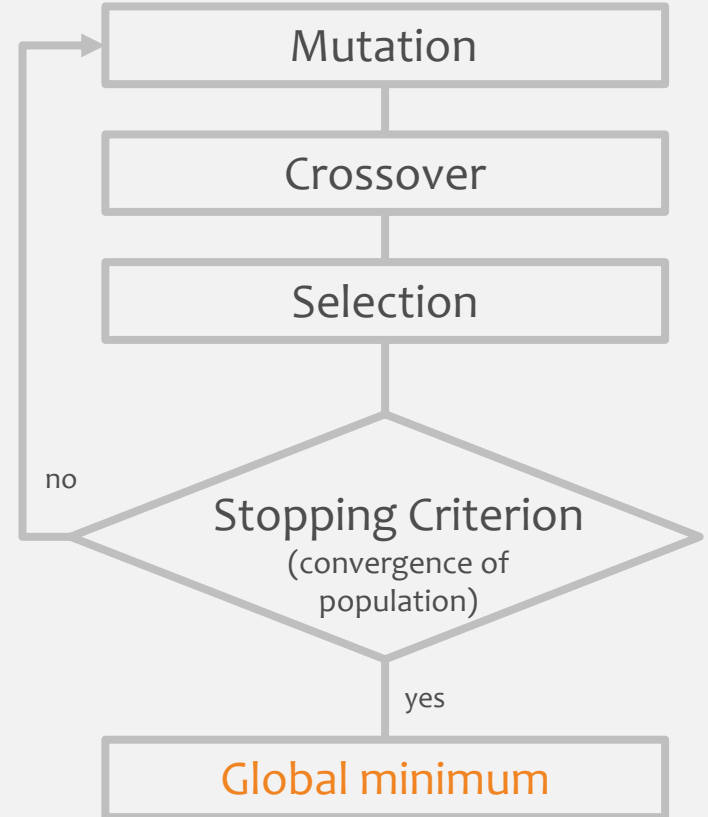 Mutation
Crossover
Selection
no
Stopping Criterion
(convergence of
population)
yes
Global minimum